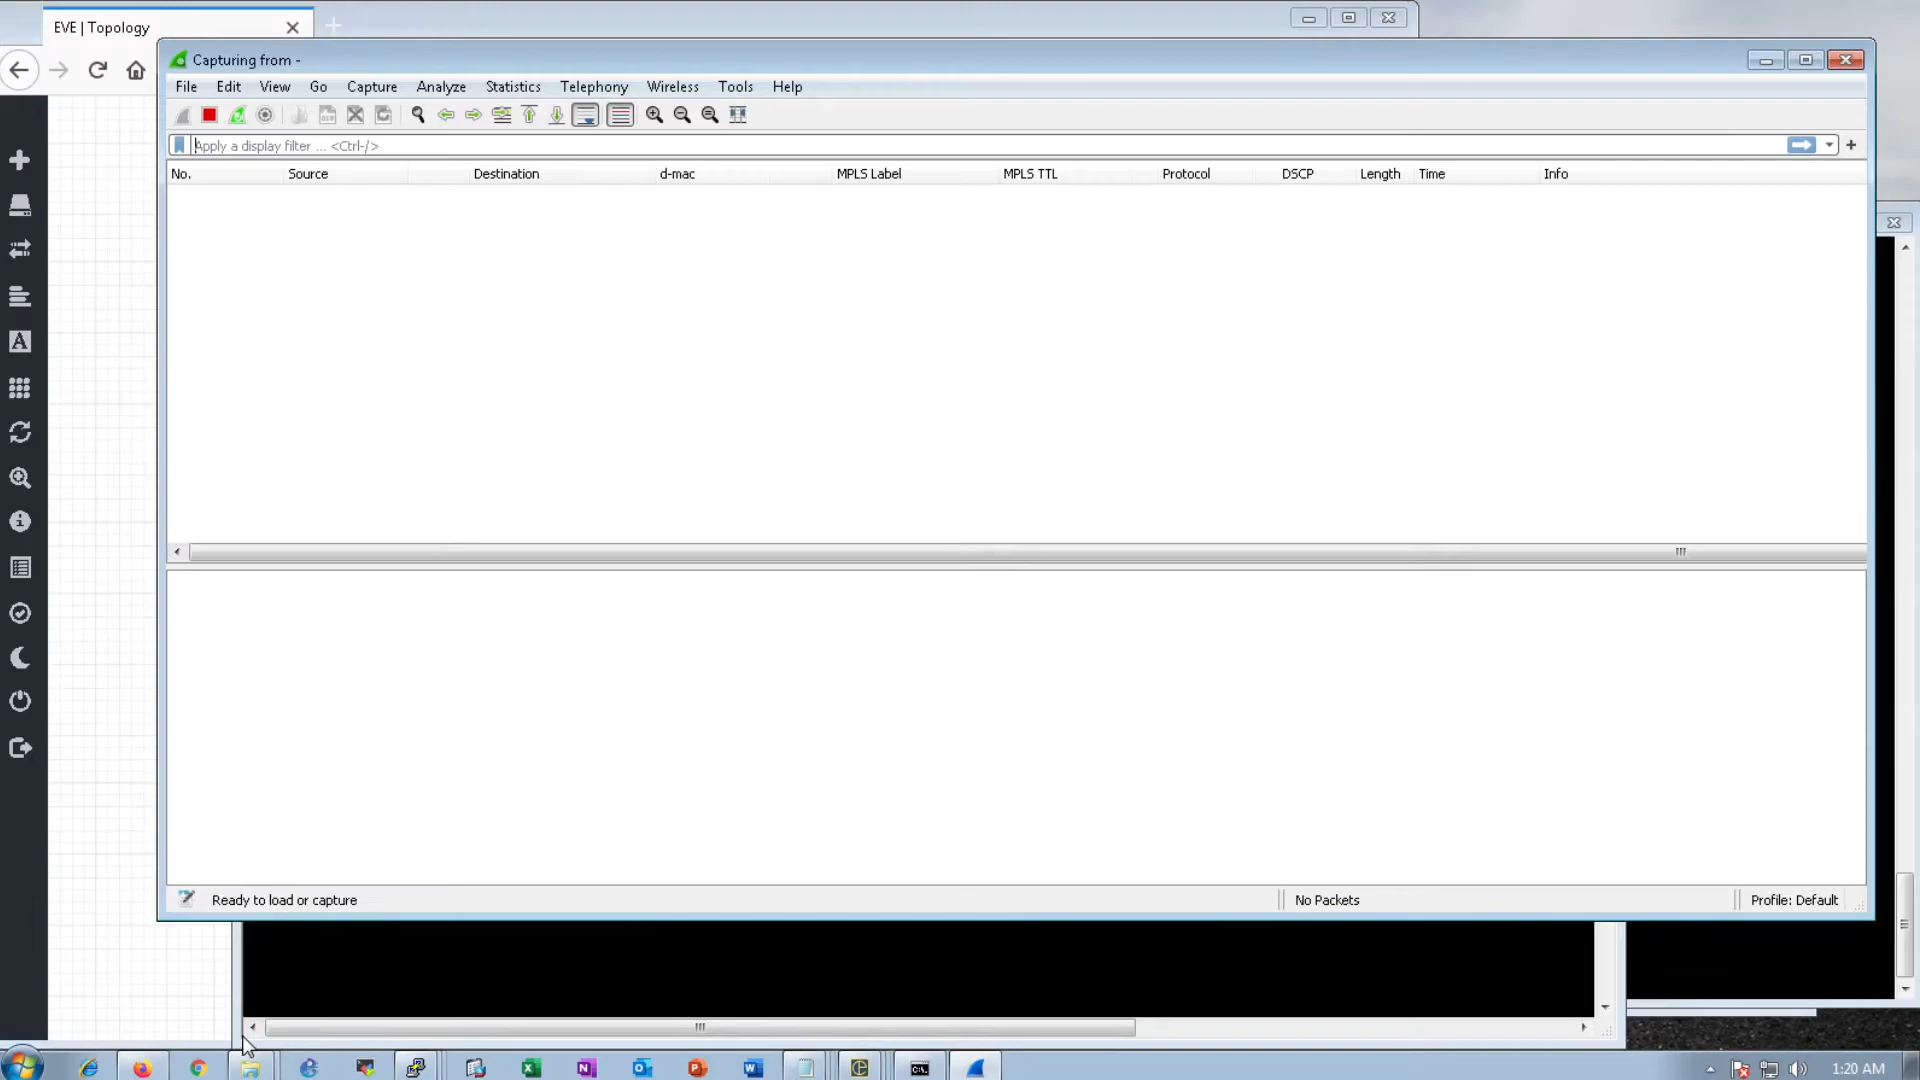 EVE | Topology
Capturing from -
File Edit View Go Capture Analyze Statistics Telephony Wireless Tools Help
Apply a display filter ... <Ctrl-/>
No. Source Destination d-mac MPLS Label MPLS TTL Protocol DSCP Length Time Info
Ready to load or capture No Packets Profile: Default
1:20 AM